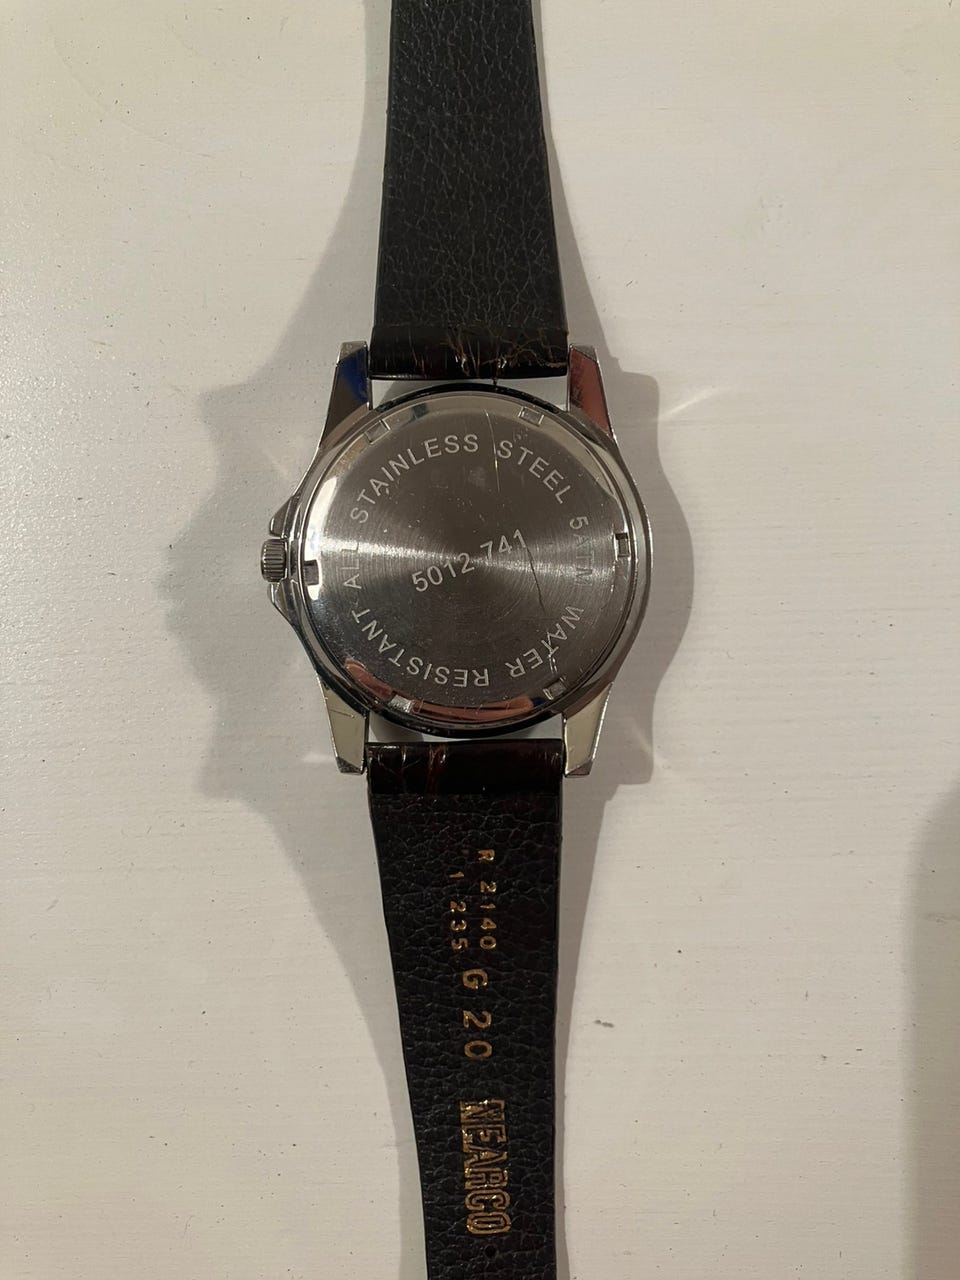 ALL STAINLESS STEEL 5ATM WATER RESISTANT
5012-741
R 2140
1 235
G 20
NEARCO